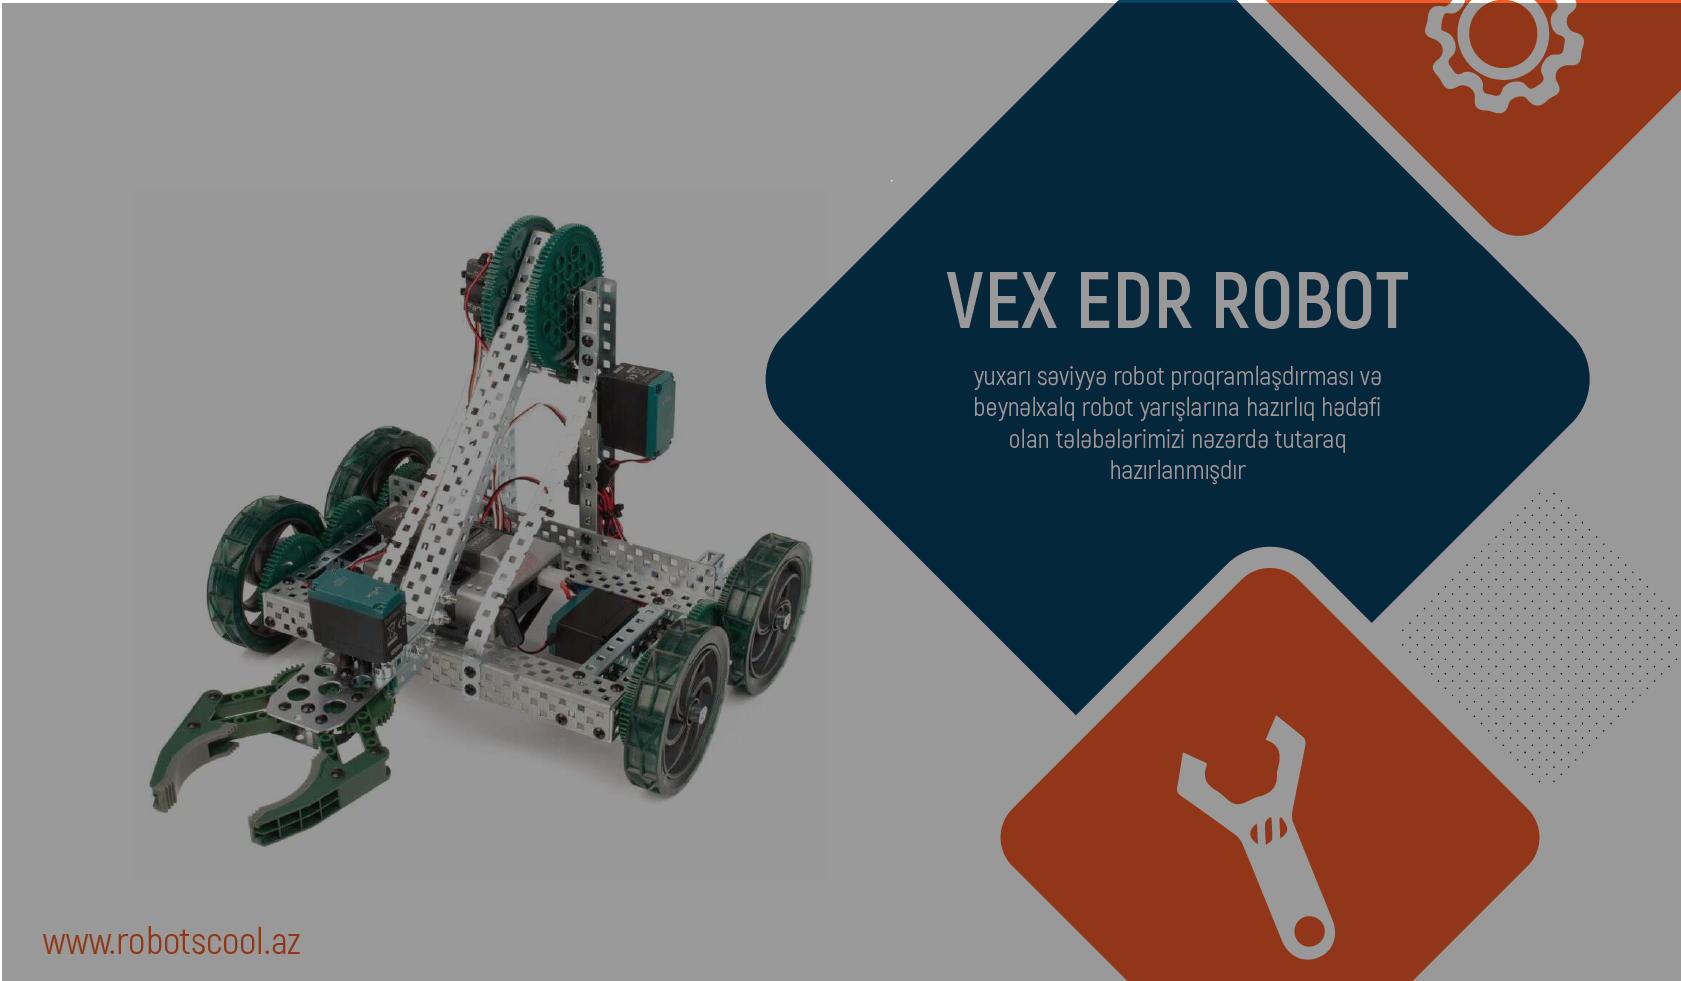 VEX EDR ROBOT
yuxarı səviyyə robot proqramlaşdırması və
beynəlxalq robot yarışlarına hazırlıq hədəfi
olan tələbələrimizi nəzərdə tutaraq
hazırlanmışdır
www.robotscool.az